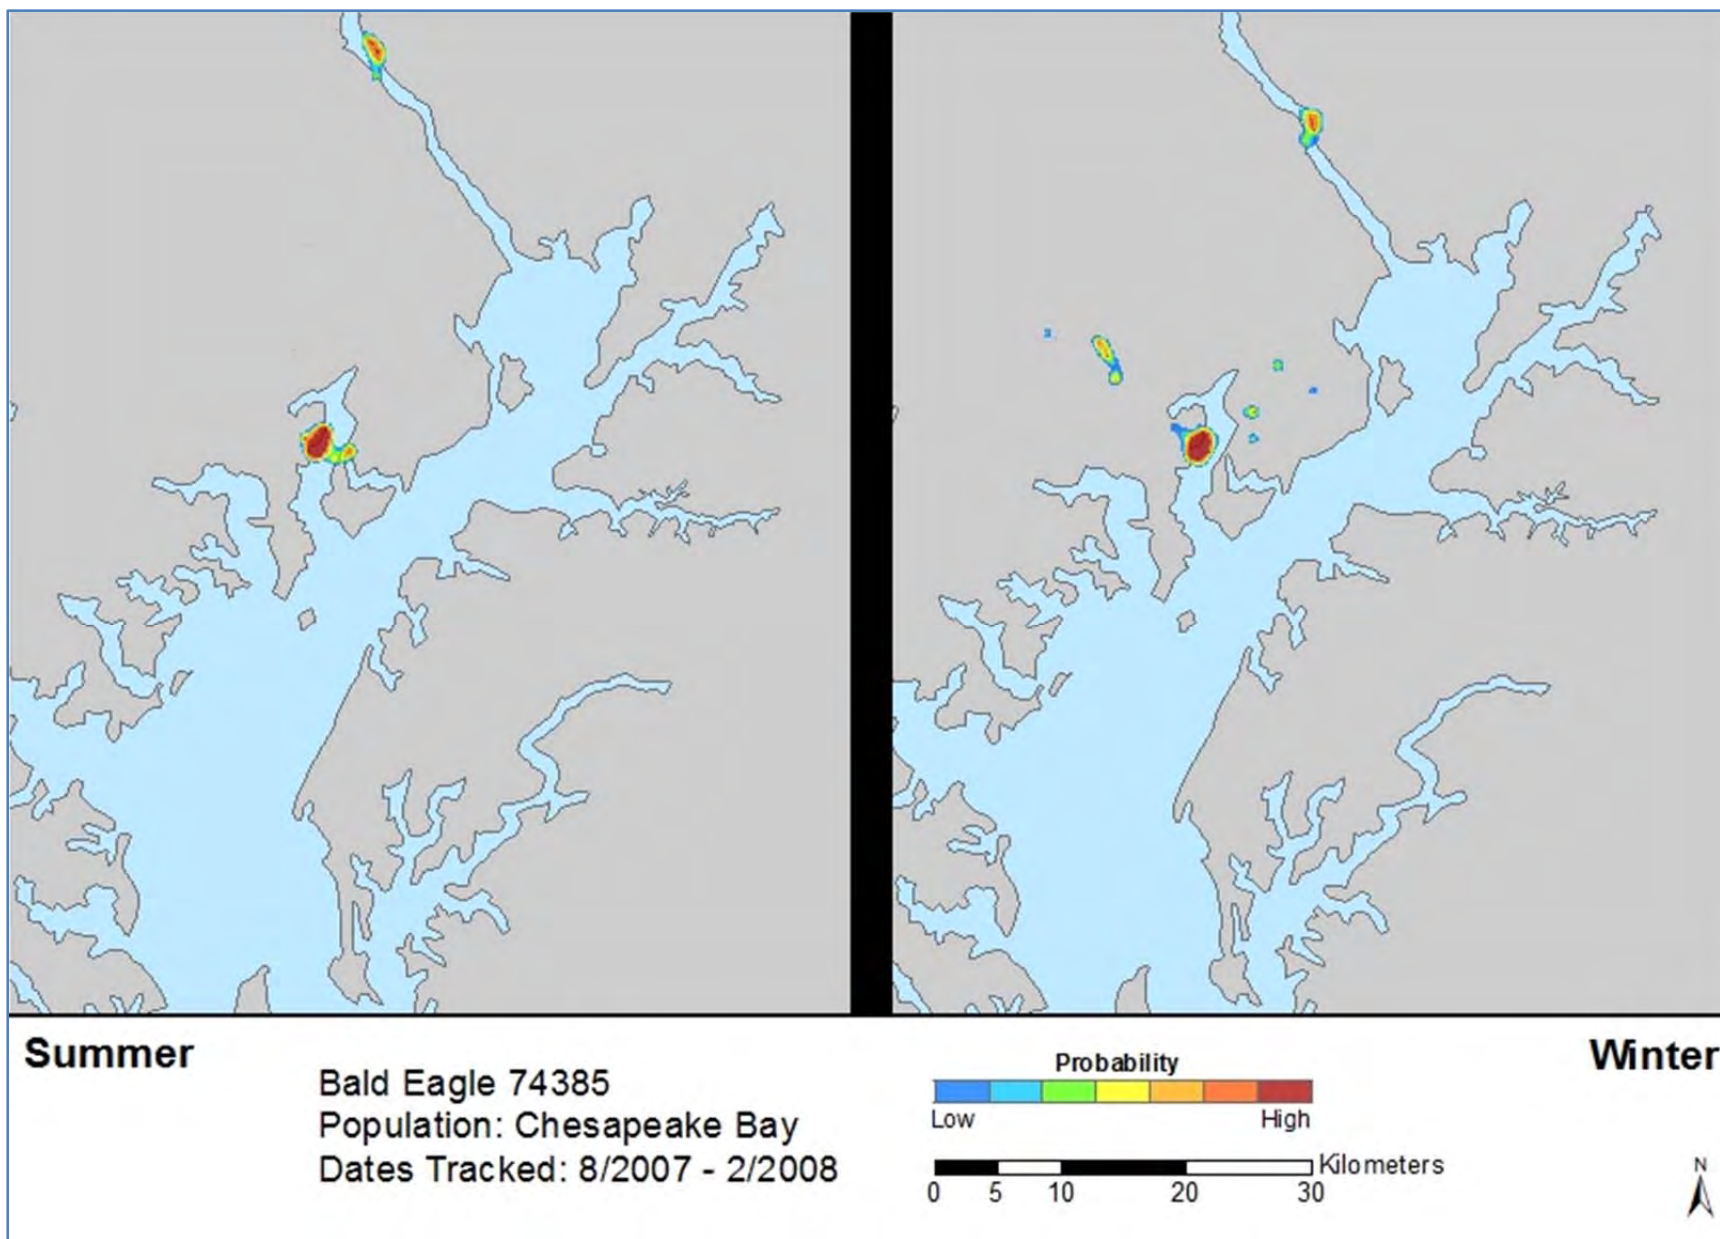 Summer
Winter
Bald Eagle 74385
Population: Chesapeake Bay
Dates Tracked: 8/2007 - 2/2008
Probability
Low High
Kilometers
0 5 10 20 30
N